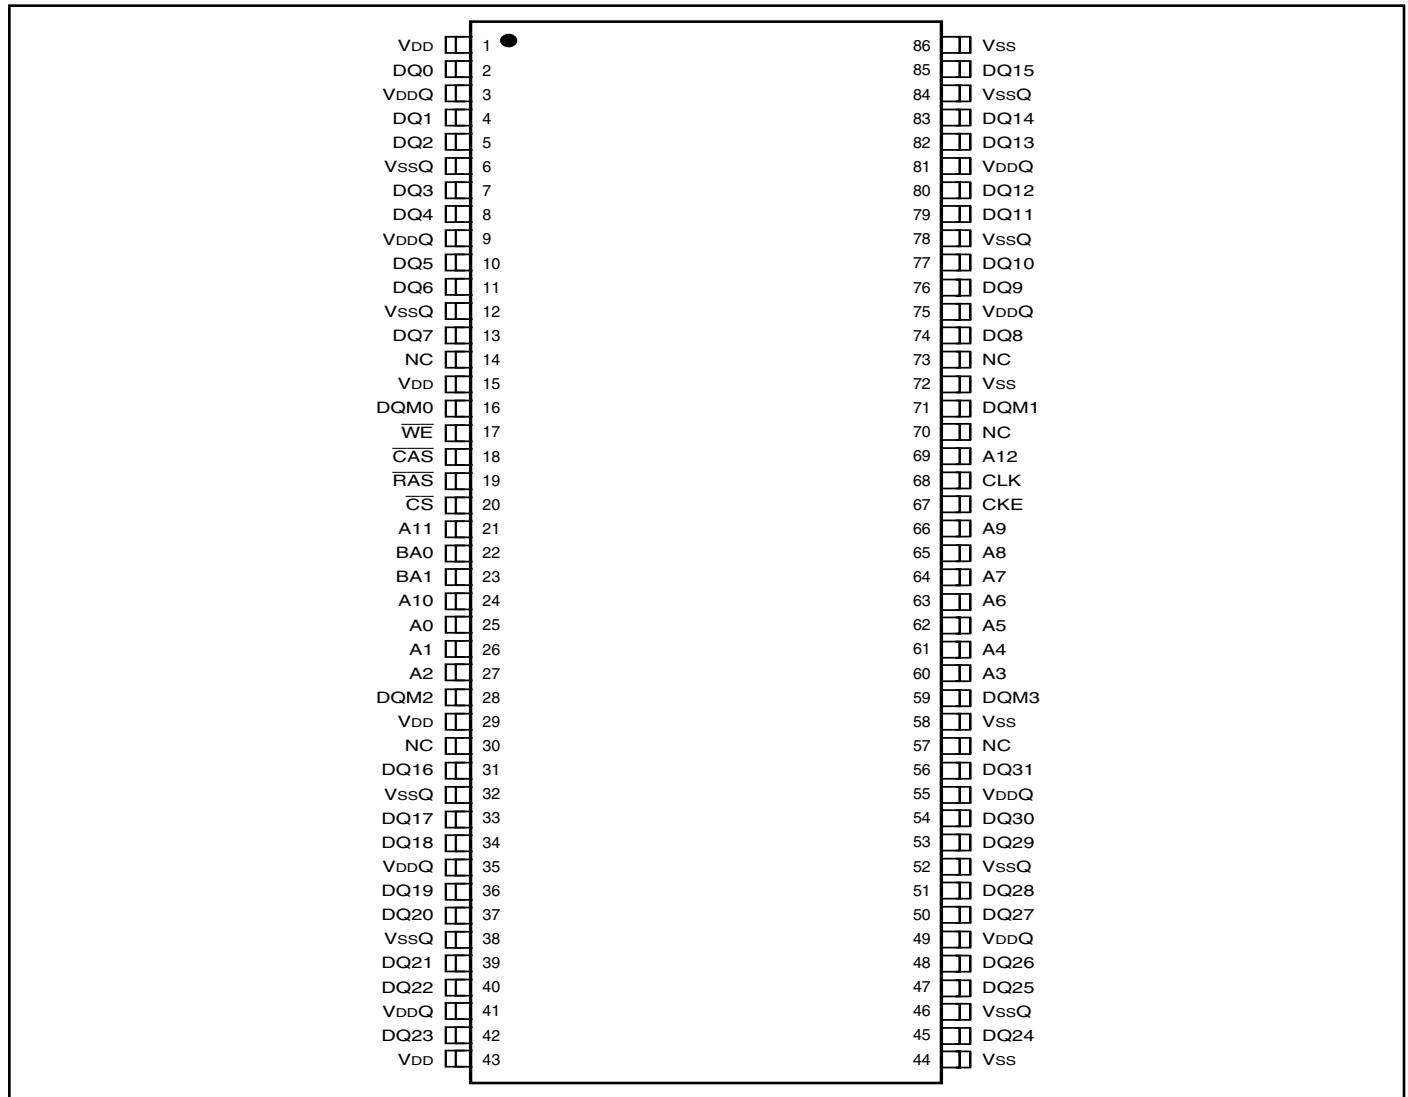 VDD 1 86 VSS
DQ0 2 85 DQ15
VDDQ 3 84 VSSQ
DQ1 4 83 DQ14
DQ2 5 82 DQ13
VSSQ 6 81 VDDQ
DQ3 7 80 DQ12
DQ4 8 79 DQ11
VDDQ 9 78 VSSQ
DQ5 10 77 DQ10
DQ6 11 76 DQ9
VSSQ 12 75 VDDQ
DQ7 13 74 DQ8
NC 14 73 NC
VDD 15 72 VSS
DQM0 16 71 DQM1
W̅E̅ 17 70 NC
C̅A̅S̅ 18 69 A12
R̅A̅S̅ 19 68 CLK
C̅S̅ 20 67 CKE
A11 21 66 A9
BA0 22 65 A8
BA1 23 64 A7
A10 24 63 A6
A0 25 62 A5
A1 26 61 A4
A2 27 60 A3
DQM2 28 59 DQM3
VDD 29 58 VSS
NC 30 57 NC
DQ16 31 56 DQ31
VSSQ 32 55 VDDQ
DQ17 33 54 DQ30
DQ18 34 53 DQ29
VDDQ 35 52 VSSQ
DQ19 36 51 DQ28
DQ20 37 50 DQ27
VSSQ 38 49 VDDQ
DQ21 39 48 DQ26
DQ22 40 47 DQ25
VDDQ 41 46 VSSQ
DQ23 42 45 DQ24
VDD 43 44 VSS